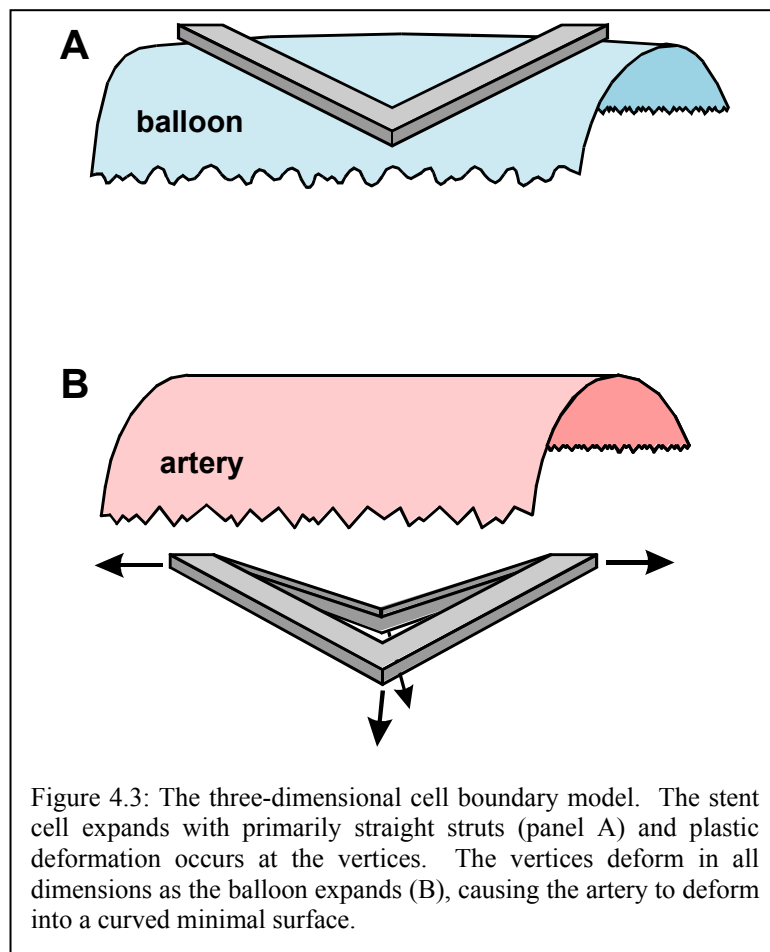 A
balloon
B
artery
Figure 4.3: The three-dimensional cell boundary model. The stent
cell expands with primarily straight struts (panel A) and plastic
deformation occurs at the vertices. The vertices deform in all
dimensions as the balloon expands (B), causing the artery to deform
into a curved minimal surface.